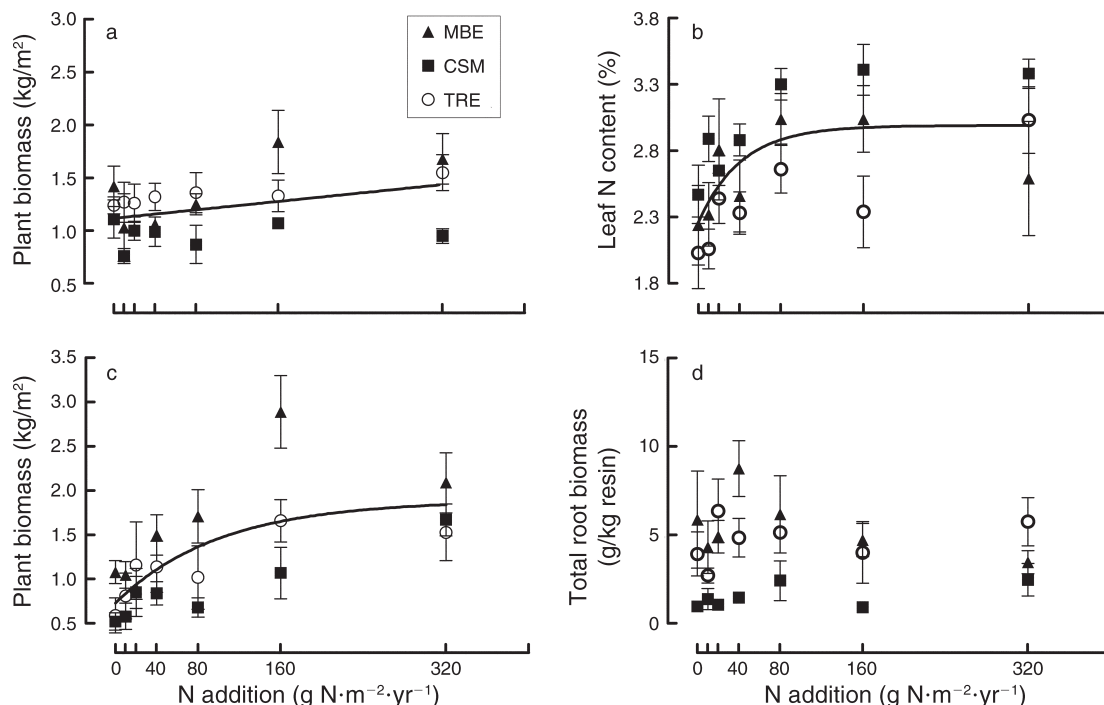 a
3.0
2.5
2.0
1.5
1.0
0.5
Plant biomass (kg/m²)
MBE
CSM
TRE
b
3.8
3.3
2.8
2.3
1.8
Leaf N content (%)
c
3.5
3.0
2.5
2.0
1.5
1.0
0.5
Plant biomass (kg/m²)
0 40 80 160 320
N addition (g N·m⁻²·yr⁻¹)
d
15
10
5
0
Total root biomass
(g/kg resin)
0 40 80 160 320
N addition (g N·m⁻²·yr⁻¹)